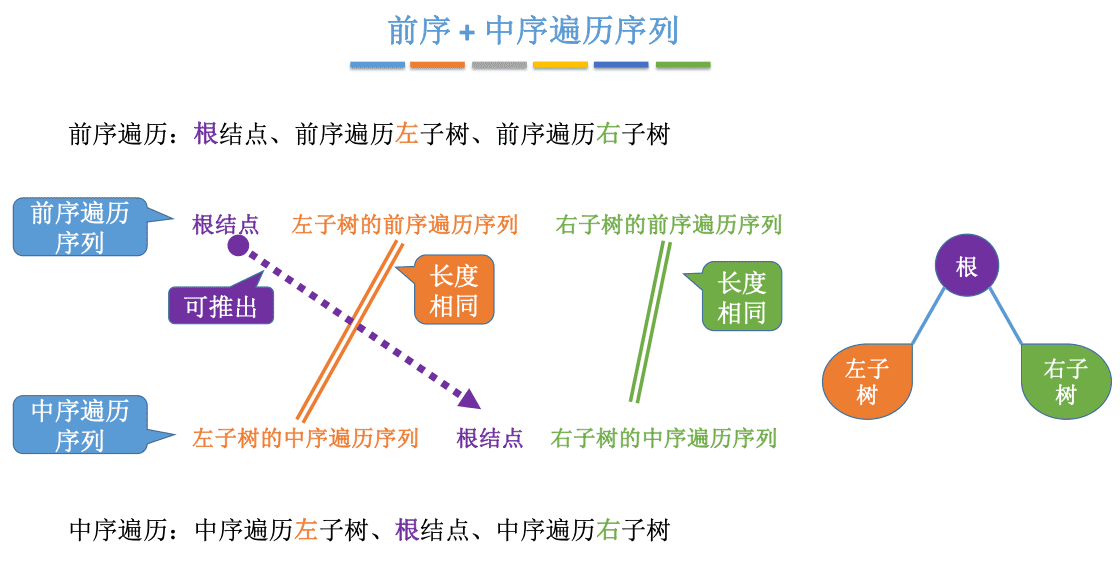 前序 + 中序遍历序列
前序遍历：根结点、前序遍历左子树、前序遍历右子树
前序遍历
序列
根结点
左子树的前序遍历序列
右子树的前序遍历序列
可推出
长度
相同
长度
相同
根
左子
树
右子
树
中序遍历
序列
左子树的中序遍历序列
根结点
右子树的中序遍历序列
中序遍历：中序遍历左子树、根结点、中序遍历右子树